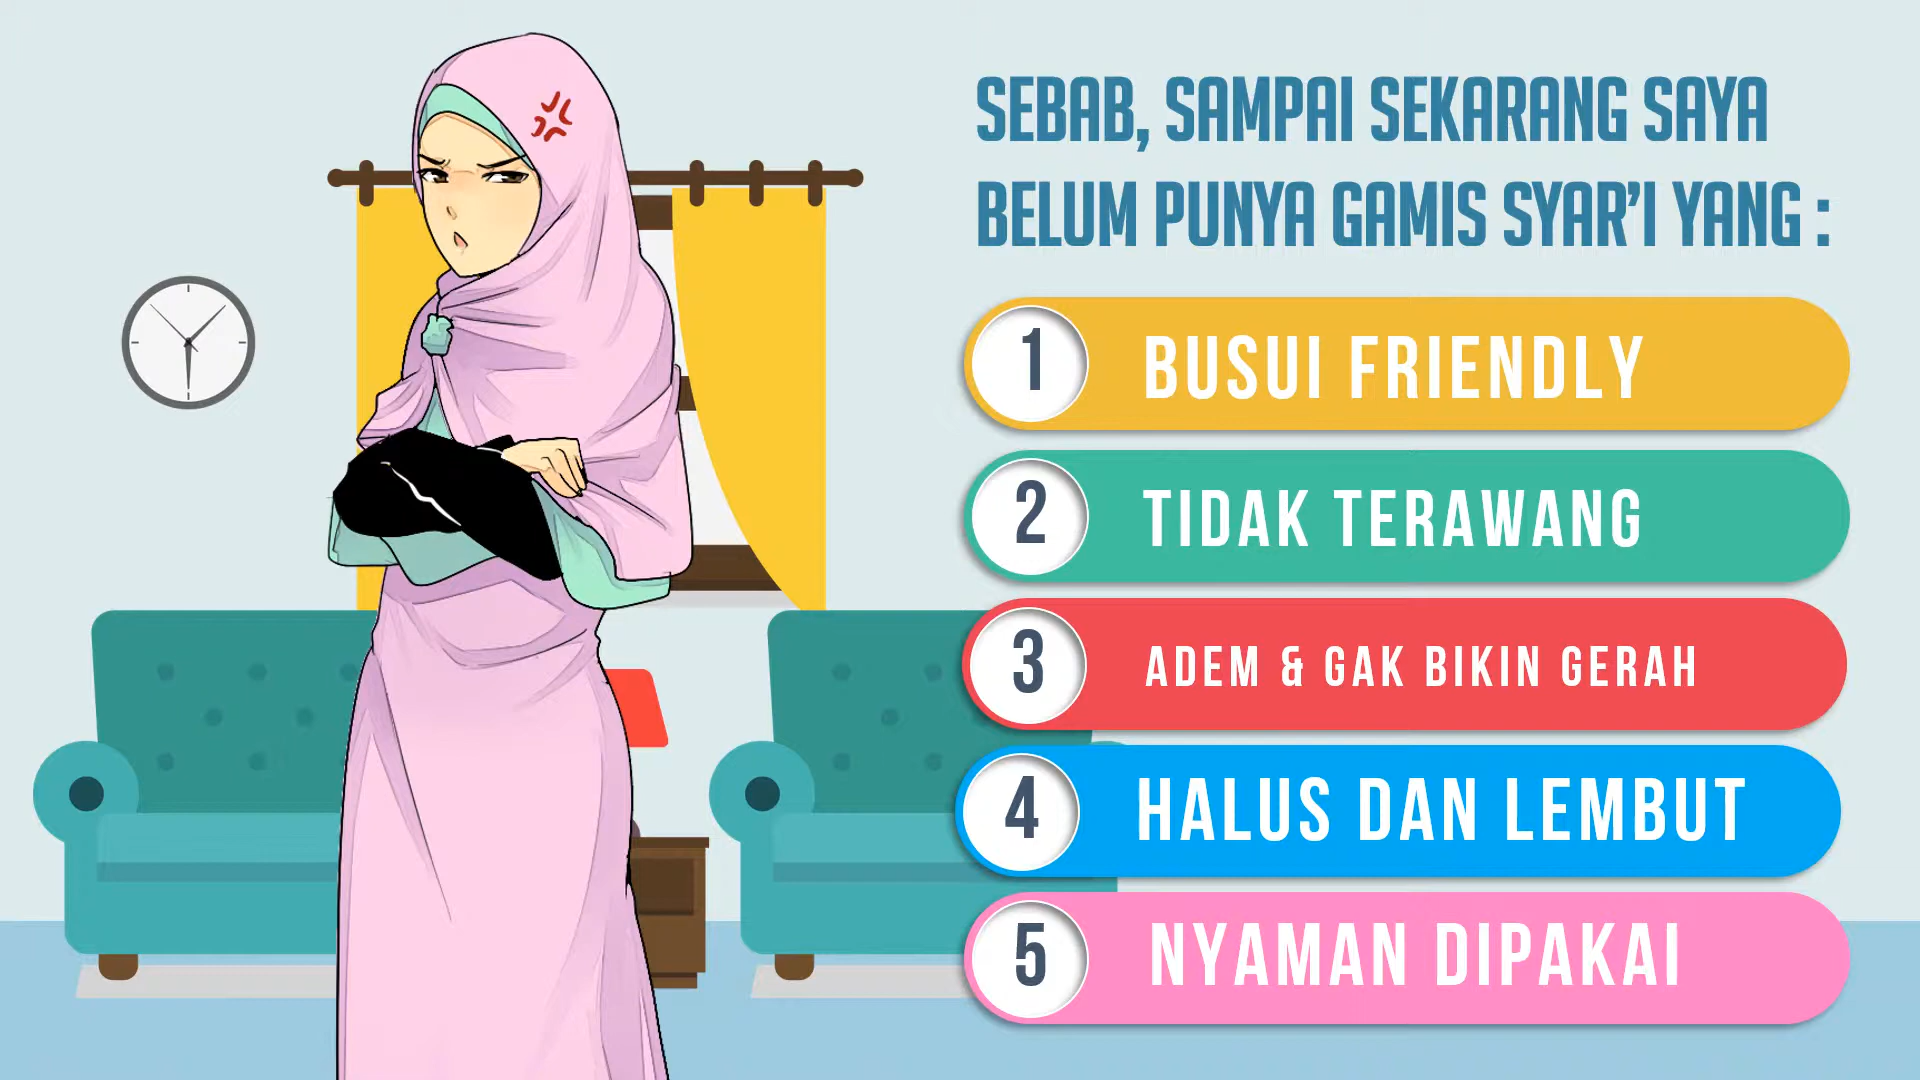 SEBAB, SAMPAI SEKARANG SAYA
BELUM PUNYA GAMIS SYAR'I YANG :
1 BUSUI FRIENDLY
2 TIDAK TERAWANG
3 ADEM & GAK BIKIN GERAH
4 HALUS DAN LEMBUT
5 NYAMAN DIPAKAI